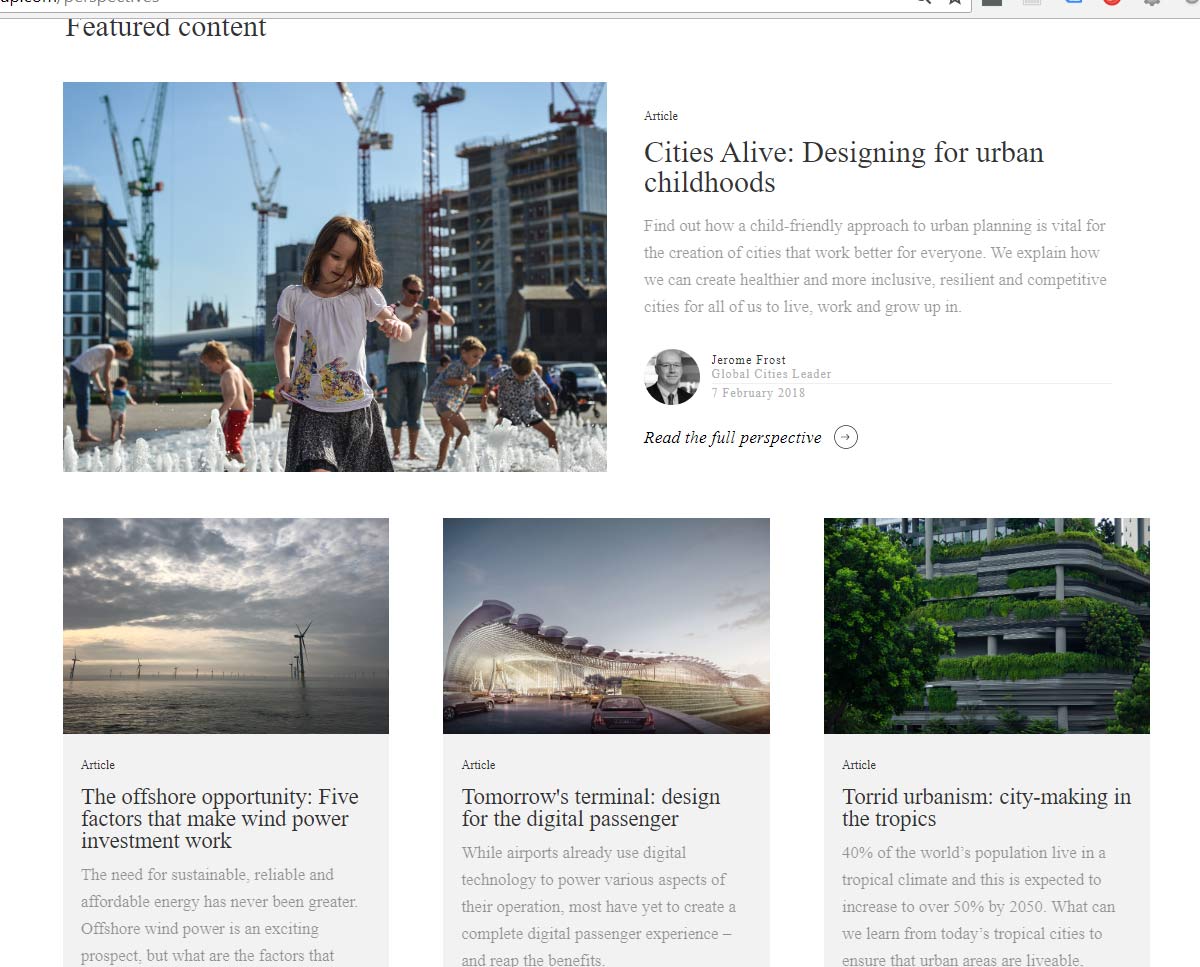 up.com/perspectives
Featured content
Article
Cities Alive: Designing for urban
childhoods
Find out how a child-friendly approach to urban planning is vital for
the creation of cities that work better for everyone. We explain how
we can create healthier and more inclusive, resilient and competitive
cities for all of us to live, work and grow up in.
Jerome Frost
Global Cities Leader
7 February 2018
Read the full perspective
Article
The offshore opportunity: Five
factors that make wind power
investment work
The need for sustainable, reliable and
affordable energy has never been greater.
Offshore wind power is an exciting
prospect, but what are the factors that
Article
Tomorrow's terminal: design
for the digital passenger
While airports already use digital
technology to power various aspects of
their operation, most have yet to create a
complete digital passenger experience –
and reap the benefits.
Article
Torrid urbanism: city-making in
the tropics
40% of the world’s population live in a
tropical climate and this is expected to
increase to over 50% by 2050. What can
we learn from today’s tropical cities to
ensure that urban areas are liveable,